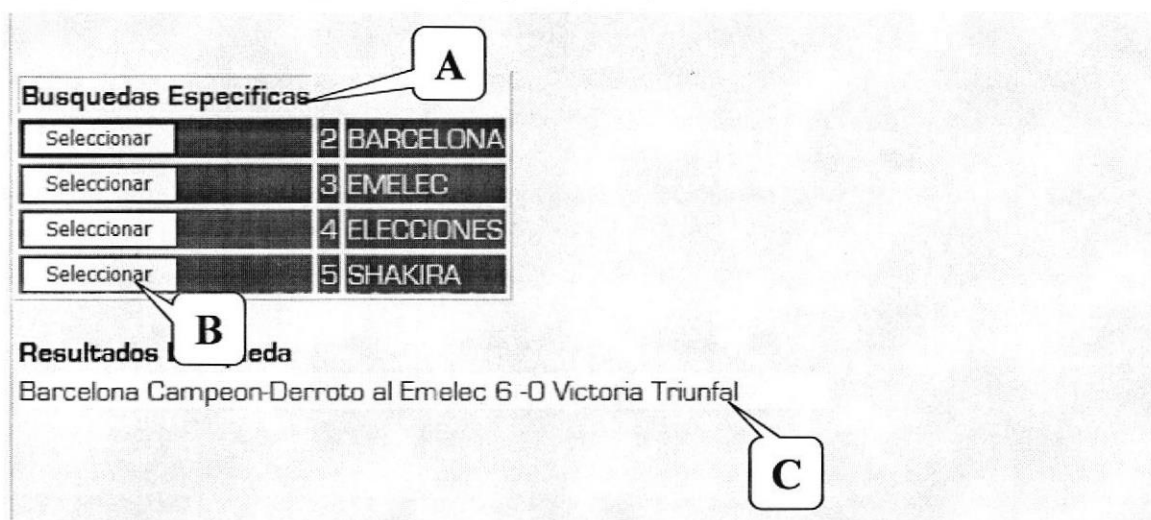 A
Busquedas Especificas
Seleccionar 2 BARCELONA
Seleccionar 3 EMELEC
Seleccionar 4 ELECCIONES
Seleccionar 5 SHAKIRA
B
Resultados eda
Barcelona Campeon-Derroto al Emelec 6 -0 Victoria Triunfal
C